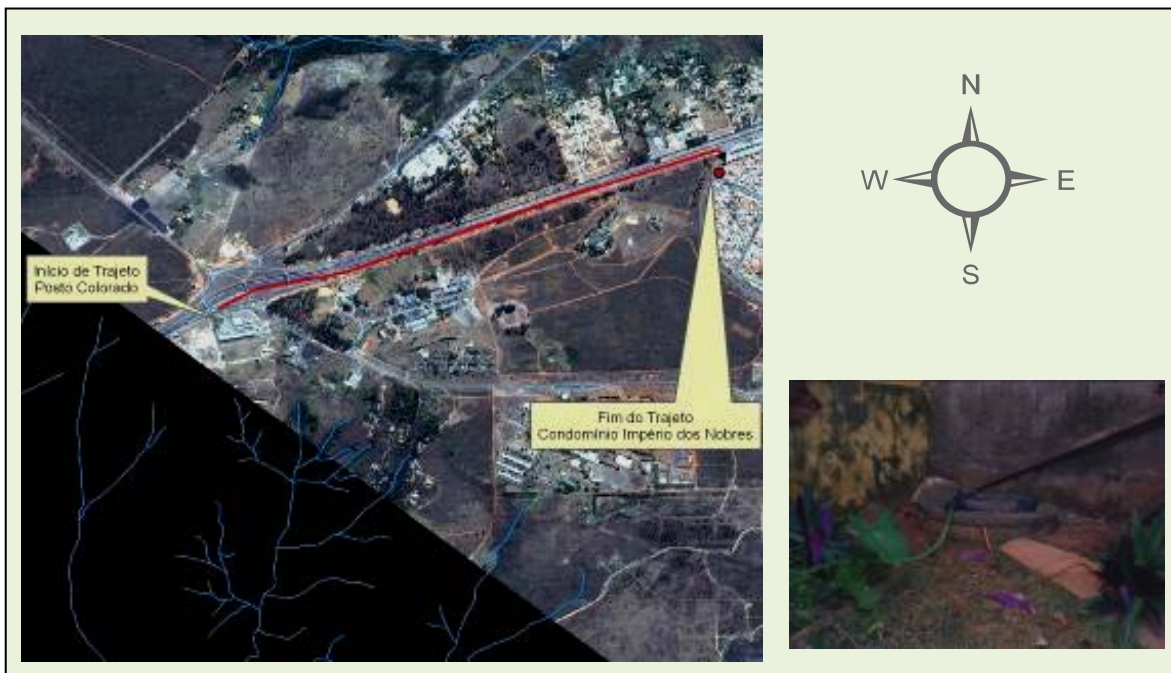 Início de Trajeto
Posto Colorado
Fim do Trajeto
Condomínio Império dos Nobres
N
W
E
S